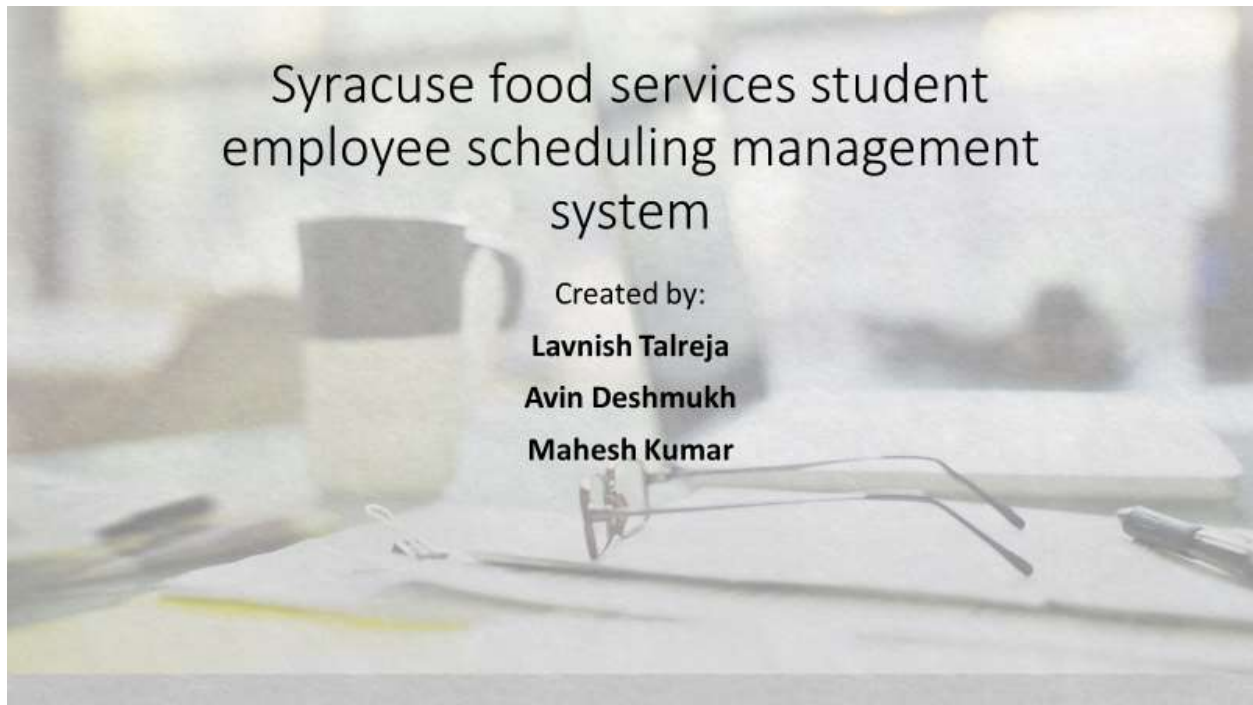 Syracuse food services student
employee scheduling management
system
Created by:
Lavnish Talreja
Avin Deshmukh
Mahesh Kumar